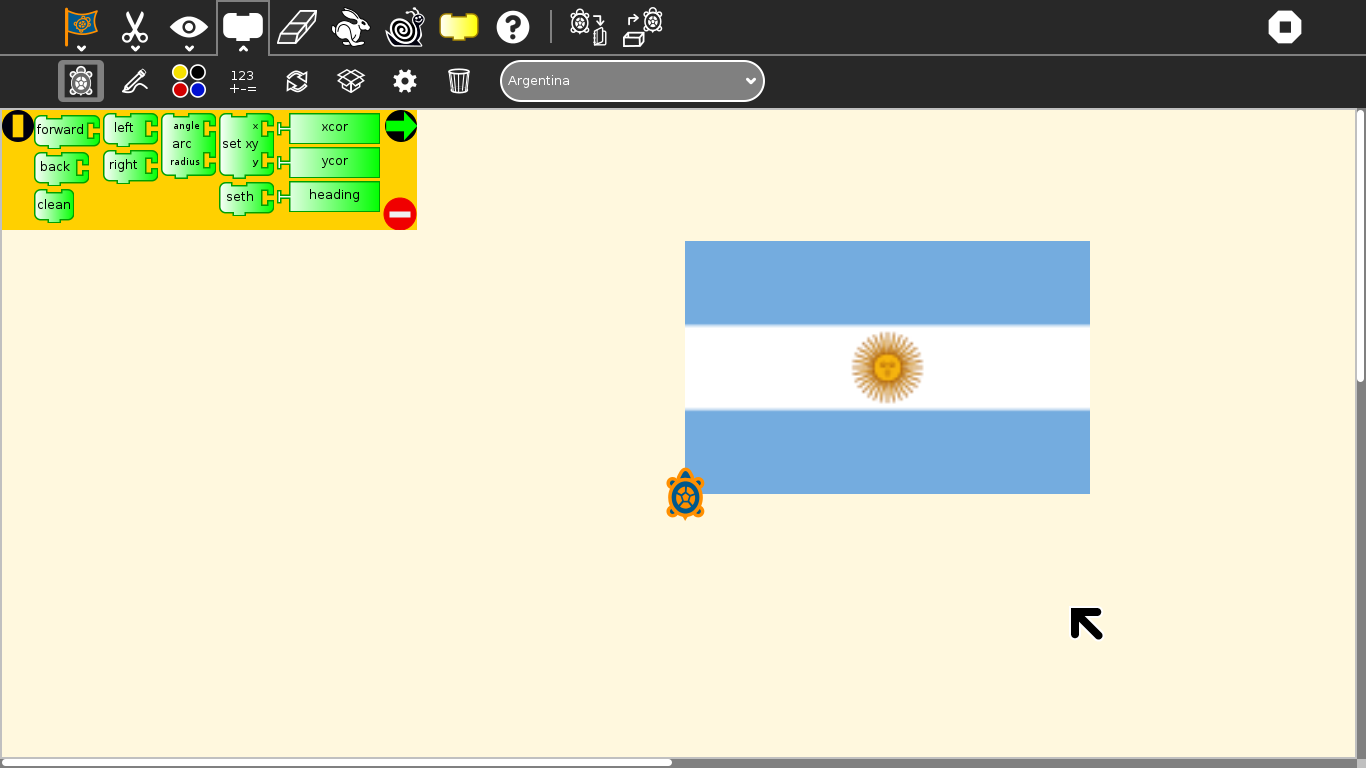 ?
123
+-=
Argentina
forward
left
angle
arc
radius
x
set xy
y
xcor
back
right
ycor
clean
seth
heading